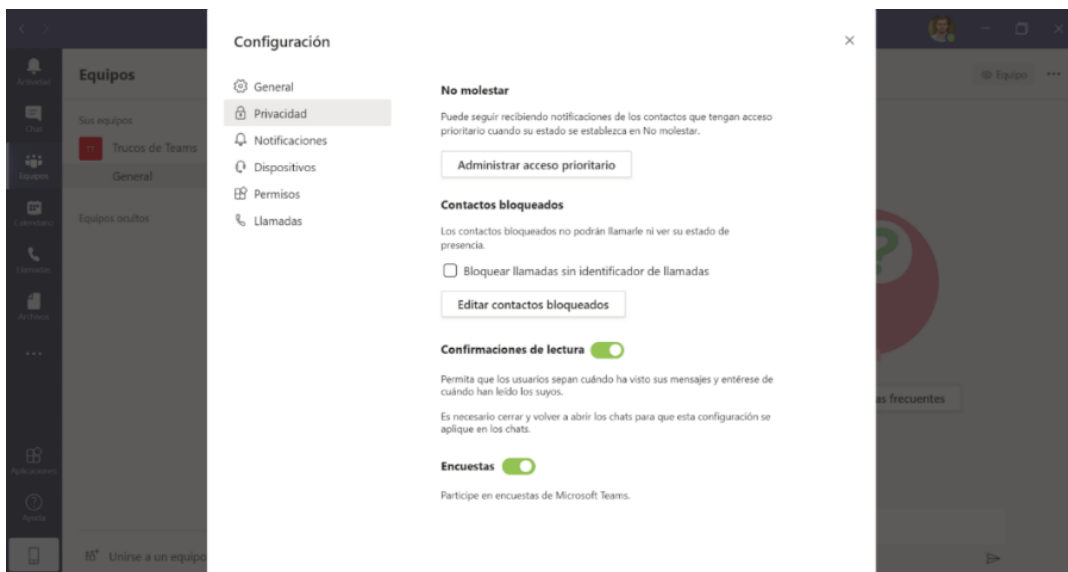 Configuración
Actividad
Equipos
Equipo
General
No molestar
Chat
Sus equipos
Privacidad
Puede seguir recibiendo notificaciones de los contactos que tengan acceso
prioritario cuando su estado se establezca en No molestar.
TT Trucos de Teams
Notificaciones
Equipos
General
Dispositivos
Administrar acceso prioritario
Permisos
Calendario
Equipos ocultos
Llamadas
Contactos bloqueados
Los contactos bloqueados no podrán llamarle ni ver su estado de
presencia.
Llamadas
Bloquear llamadas sin identificador de llamadas
Archivos
Editar contactos bloqueados
Confirmaciones de lectura
Permita que los usuarios sepan cuándo ha visto sus mensajes y entérese de
cuándo han leído los suyos.
as frecuentes
Es necesario cerrar y volver a abrir los chats para que esta configuración se
aplique en los chats.
Aplicaciones
Encuestas
Participe en encuestas de Microsoft Teams.
Ayuda
Unirse a un equipo